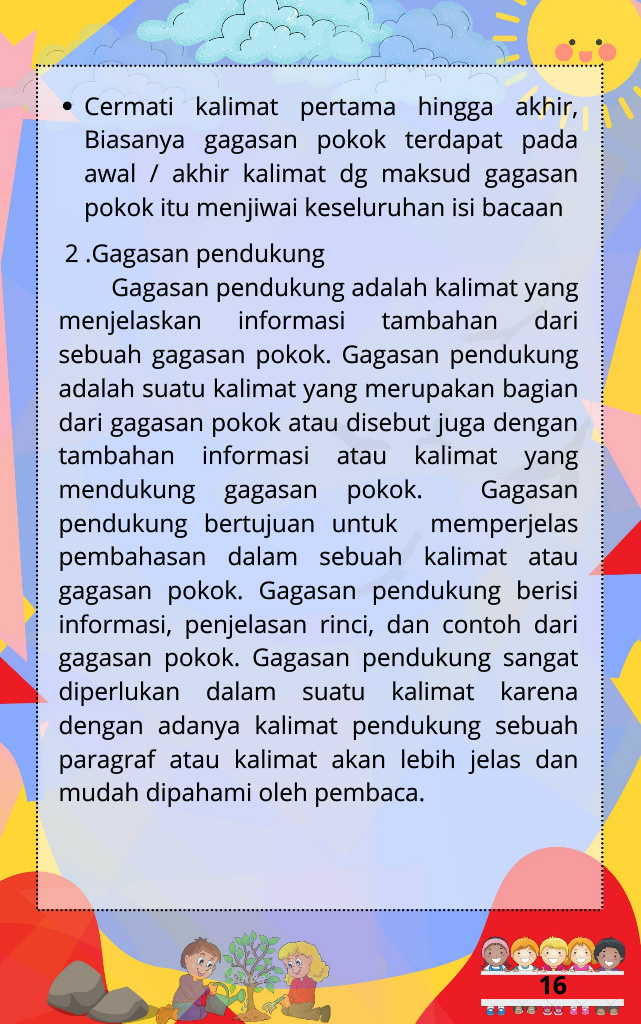 • Cermati kalimat pertama hingga akhir,
Biasanya gagasan pokok terdapat pada
awal / akhir kalimat dg maksud gagasan
pokok itu menjiwai keseluruhan isi bacaan
2 .Gagasan pendukung
Gagasan pendukung adalah kalimat yang
menjelaskan informasi tambahan dari
sebuah gagasan pokok. Gagasan pendukung
adalah suatu kalimat yang merupakan bagian
dari gagasan pokok atau disebut juga dengan
tambahan informasi atau kalimat yang
mendukung gagasan pokok. Gagasan
pendukung bertujuan untuk memperjelas
pembahasan dalam sebuah kalimat atau
gagasan pokok. Gagasan pendukung berisi
informasi, penjelasan rinci, dan contoh dari
gagasan pokok. Gagasan pendukung sangat
diperlukan dalam suatu kalimat karena
dengan adanya kalimat pendukung sebuah
paragraf atau kalimat akan lebih jelas dan
mudah dipahami oleh pembaca.
16